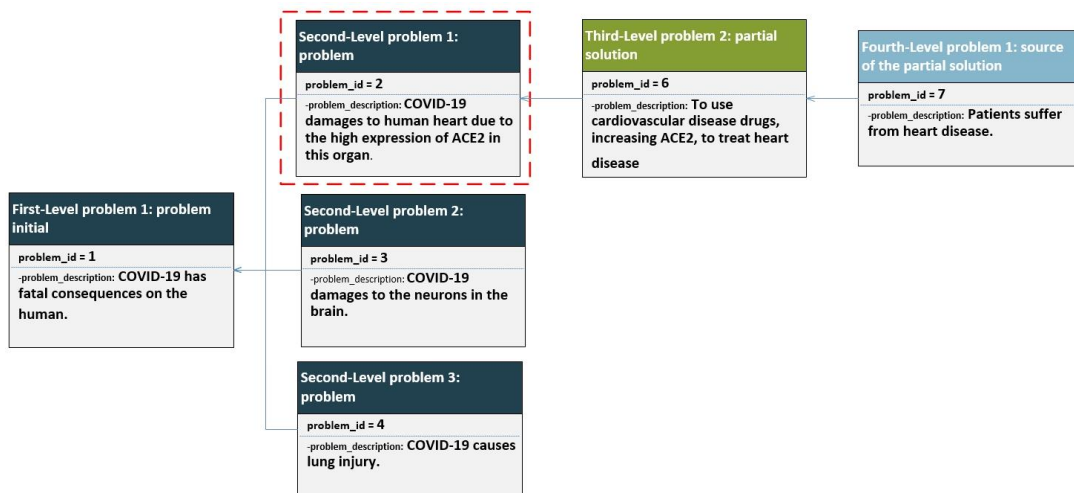 Second-Level problem 1:
problem
problem_id = 2
-problem_description: COVID-19
damages to human heart due to
the high expression of ACE2 in
this organ.
Third-Level problem 2: partial
solution
problem_id = 6
-problem_description: To use
cardiovascular disease drugs,
increasing ACE2, to treat heart
disease
Fourth-Level problem 1: source
of the partial solution
problem_id = 7
-problem_description: Patients suffer
from heart disease.
First-Level problem 1: problem
initial
problem_id = 1
-problem_description: COVID-19 has
fatal consequences on the
human.
Second-Level problem 2:
problem
problem_id = 3
-problem_description: COVID-19
damages to the neurons in the
brain.
Second-Level problem 3:
problem
problem_id = 4
-problem_description: COVID-19 causes
lung injury.